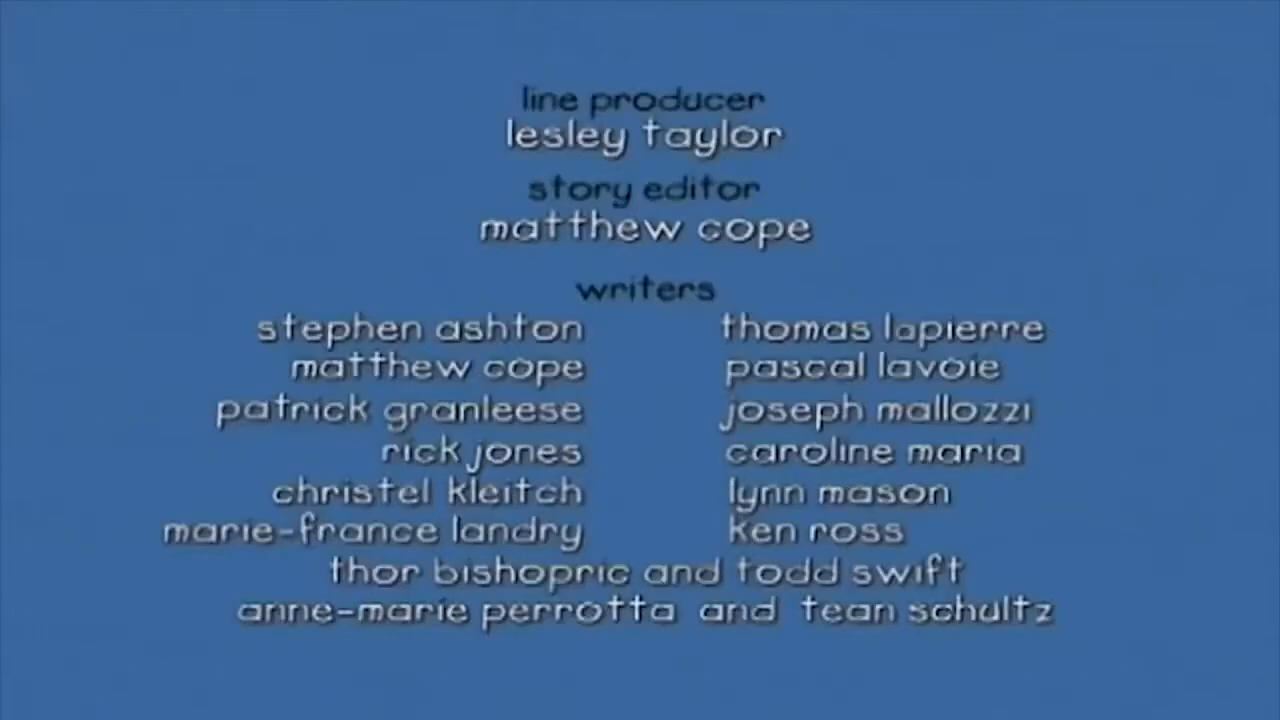 line producer
lesley taylor
story editor
matthew cope
writers
stephen ashton thomas lapierre
matthew cope pascal lavoie
patrick granleese joseph mallozzi
rick jones caroline maria
christel kleitch lynn mason
marie-france landry ken ross
thor bishopric and todd swift
anne-marie perrotta and tean schultz